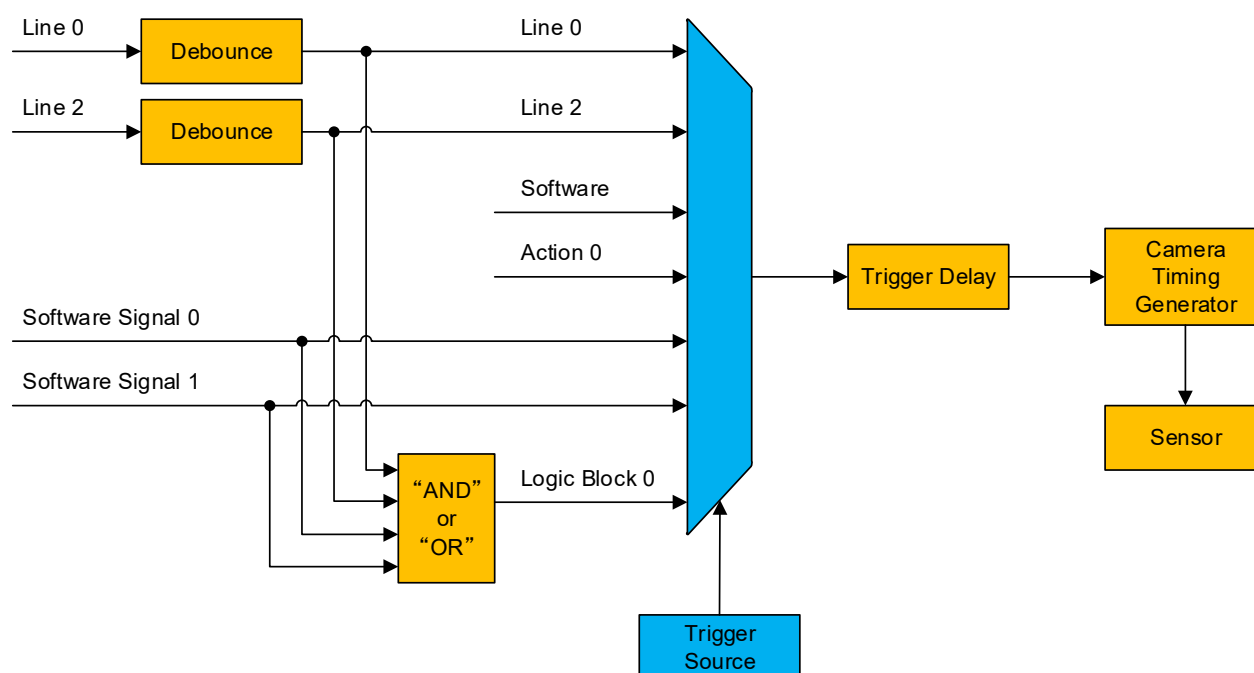 Line 0
Debounce
Line 0
Line 2
Debounce
Line 2
Software
Action 0
Trigger Delay
Camera
Timing
Generator
Software Signal 0
Software Signal 1
Sensor
“AND”
or
“OR”
Logic Block 0
Trigger
Source